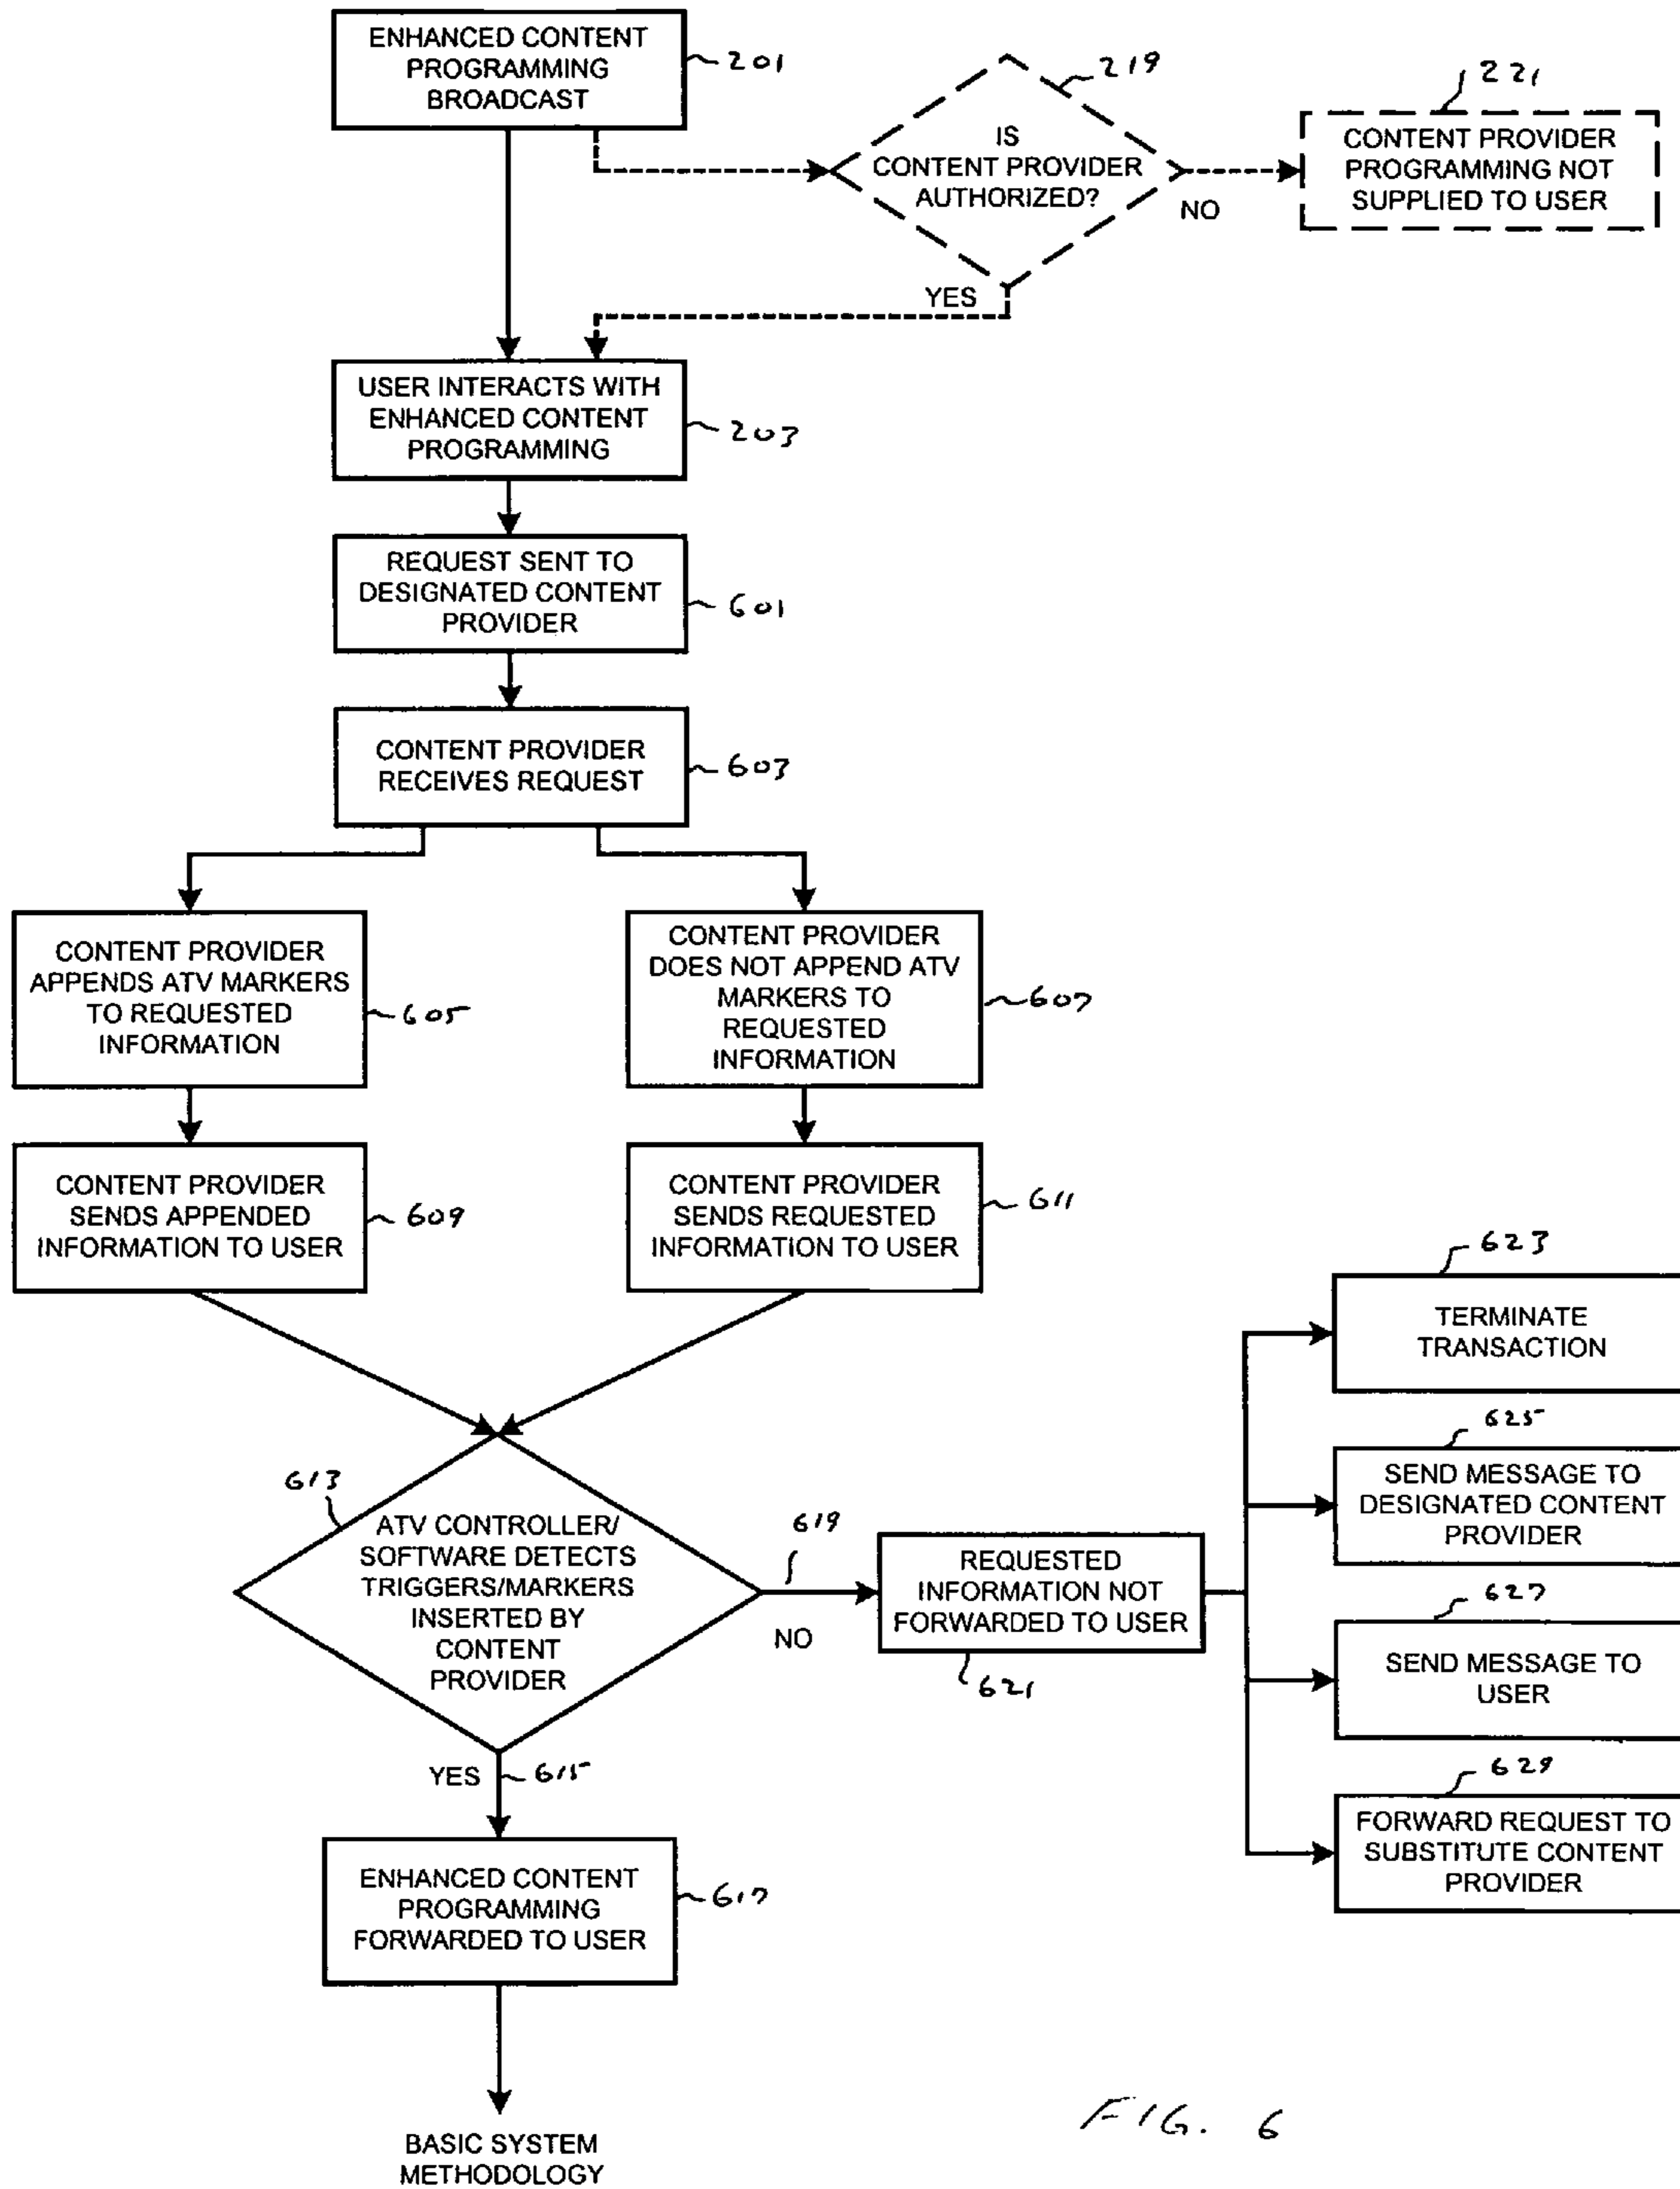 ENHANCED CONTENT
PROGRAMMING
BROADCAST
201
219
IS
CONTENT PROVIDER
AUTHORIZED?
NO
YES
221
CONTENT PROVIDER
PROGRAMMING NOT
SUPPLIED TO USER
USER INTERACTS WITH
ENHANCED CONTENT
PROGRAMMING
203
REQUEST SENT TO
DESIGNATED CONTENT
PROVIDER
601
CONTENT PROVIDER
RECEIVES REQUEST
603
CONTENT PROVIDER
APPENDS ATV MARKERS
TO REQUESTED
INFORMATION
605
CONTENT PROVIDER
DOES NOT APPEND ATV
MARKERS TO
REQUESTED
INFORMATION
607
CONTENT PROVIDER
SENDS APPENDED
INFORMATION TO USER
609
CONTENT PROVIDER
SENDS REQUESTED
INFORMATION TO USER
611
613
ATV CONTROLLER/
SOFTWARE DETECTS
TRIGGERS/MARKERS
INSERTED BY
CONTENT
PROVIDER
619
NO
REQUESTED
INFORMATION NOT
FORWARDED TO USER
621
623
TERMINATE
TRANSACTION
625
SEND MESSAGE TO
DESIGNATED CONTENT
PROVIDER
627
SEND MESSAGE TO
USER
629
FORWARD REQUEST TO
SUBSTITUTE CONTENT
PROVIDER
YES
615
ENHANCED CONTENT
PROGRAMMING
FORWARDED TO USER
617
BASIC SYSTEM
METHODOLOGY
FIG. 6